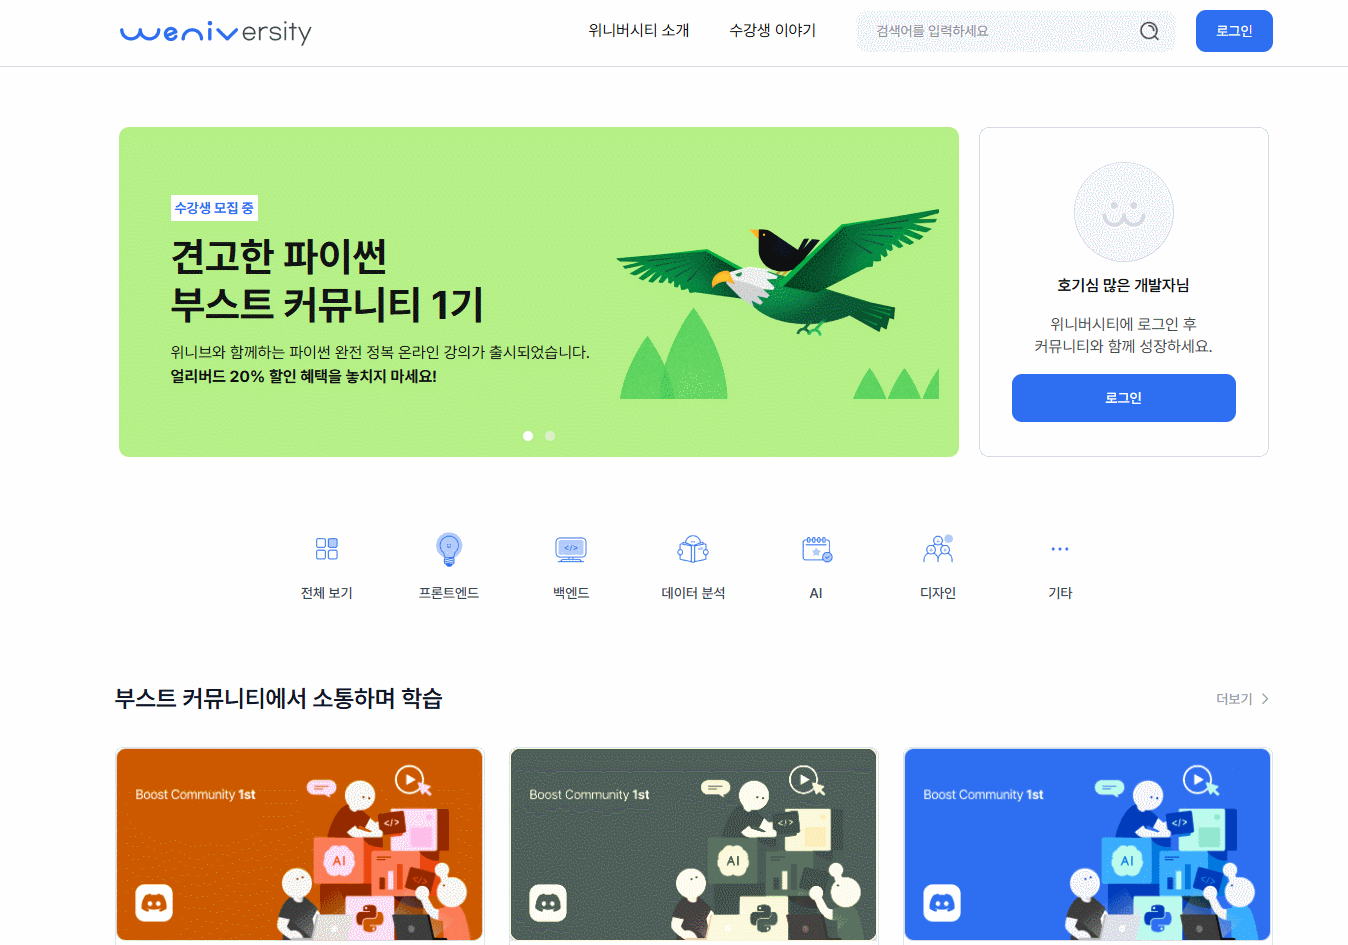 weniversity
위니버시티 소개
수강생 이야기
검색어를 입력하세요
로그인
수강생 모집 중
견고한 파이썬
부스트 커뮤니티 1기
위니브와 함께하는 파이썬 완전 정복 온라인 강의가 출시되었습니다.
얼리버드 20% 할인 혜택을 놓치지 마세요!
호기심 많은 개발자님
위니버시티에 로그인 후
커뮤니티와 함께 성장하세요.
로그인
</>
전체 보기
프론트엔드
백엔드
데이터 분석
AI
디자인
기타
부스트 커뮤니티에서 소통하며 학습
더보기
Boost Community 1st
</>
AI
</>
Boost Community 1st
</>
AI
</>
Boost Community 1st
</>
AI
</>